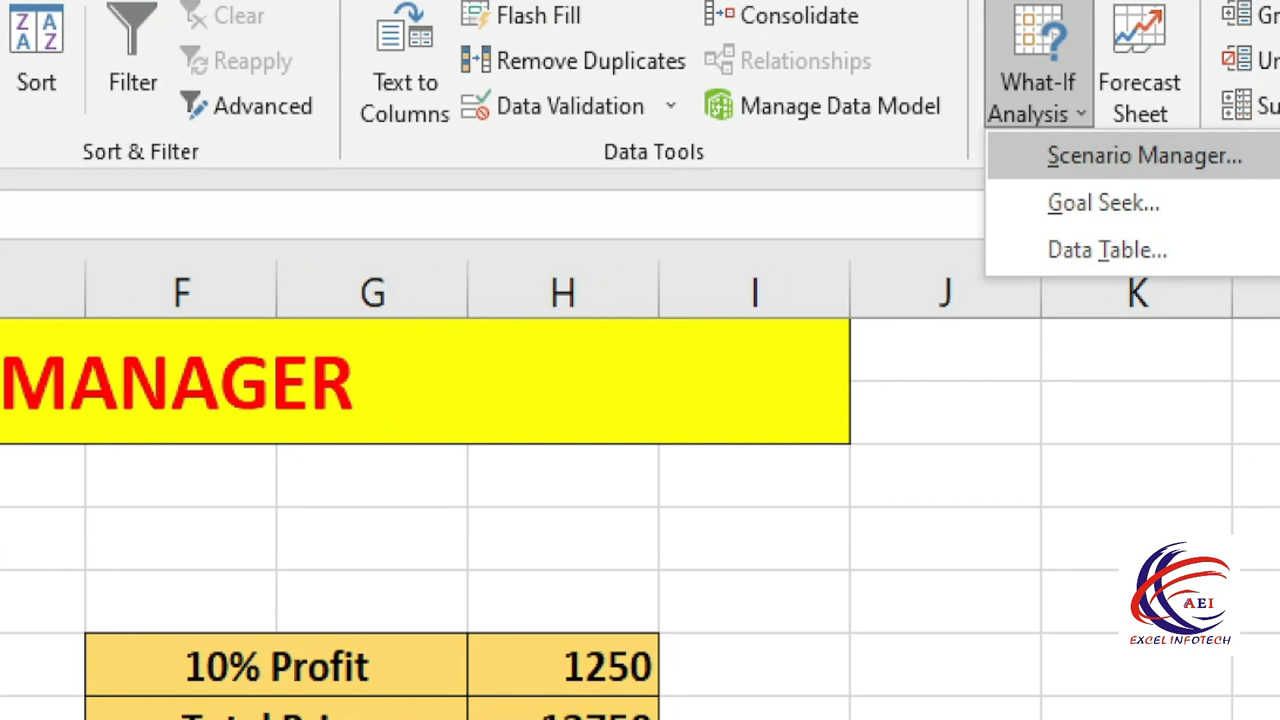 Z A
A Z
Sort
Filter
Clear
Reapply
Advanced
Sort & Filter
Text to
Columns
Flash Fill
Remove Duplicates
Data Validation
Consolidate
Relationships
Manage Data Model
Data Tools
What-If
Analysis
Forecast
Sheet
Scenario Manager...
Goal Seek...
Data Table...
F G H I J K
MANAGER
10% Profit 1250
AEI
EXCEL INFOTECH